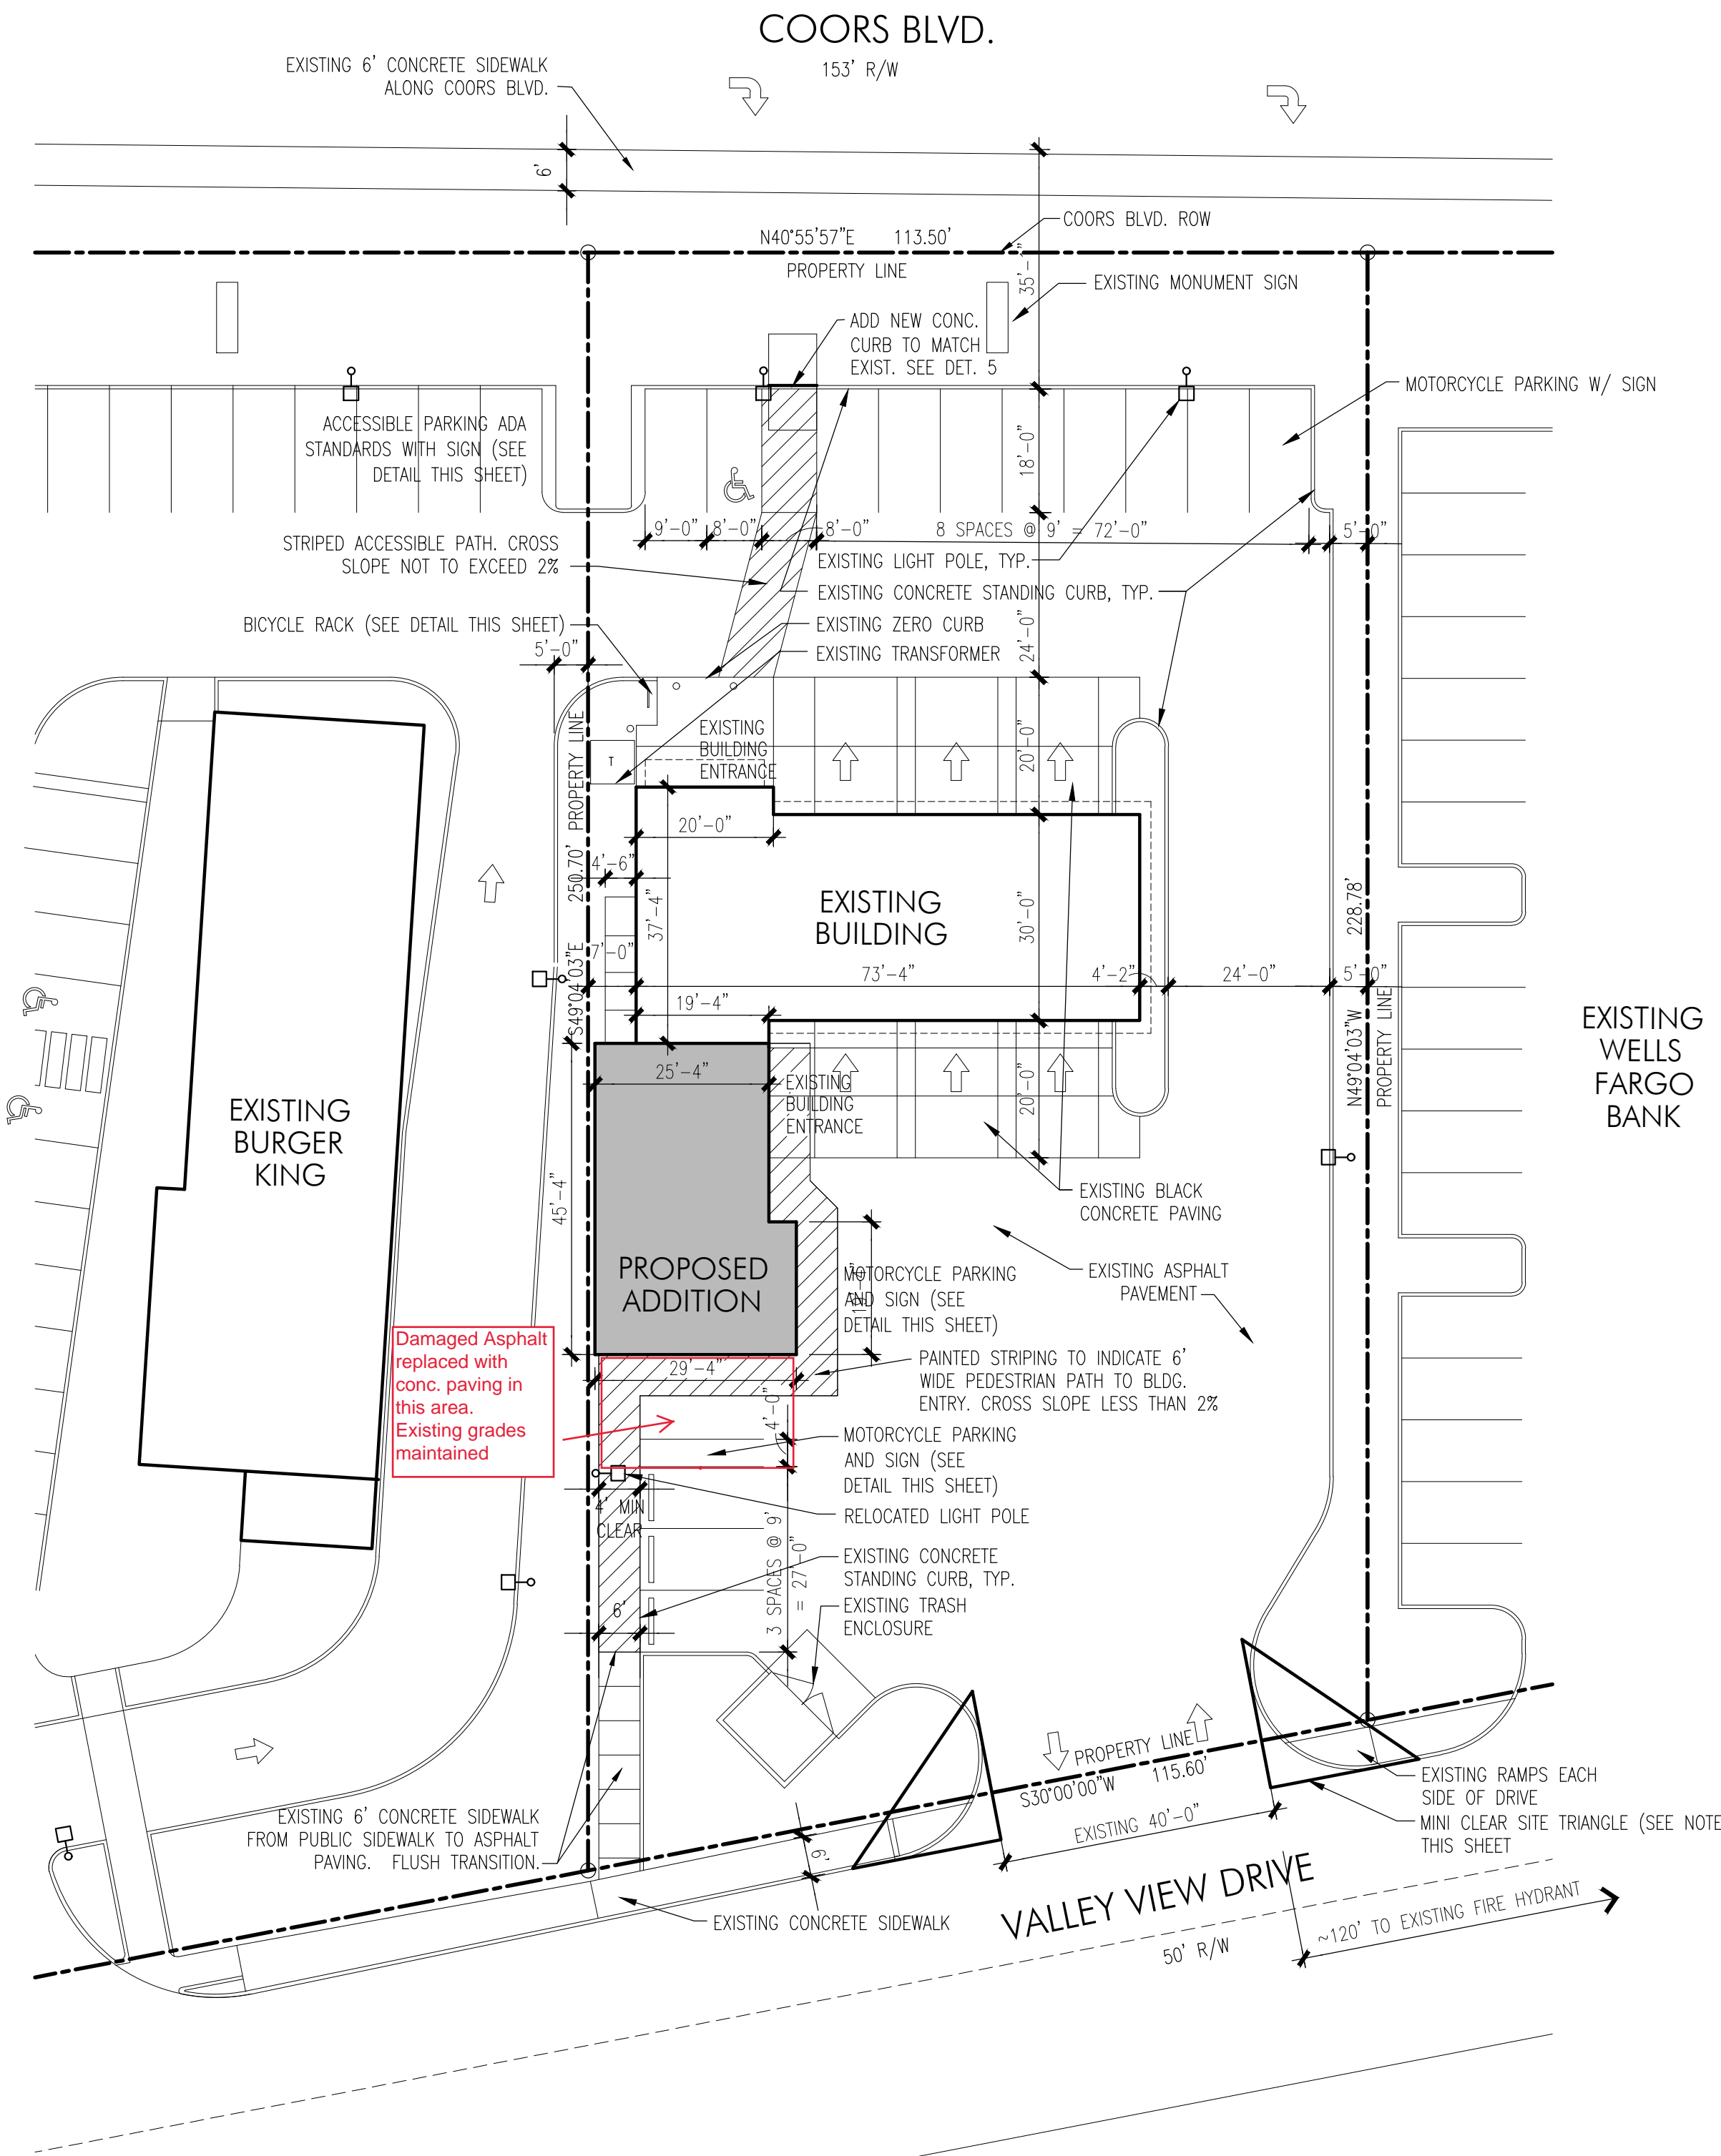 COORS BLVD.
153' R/W
EXISTING 6' CONCRETE SIDEWALK
ALONG COORS BLVD.
6'
COORS BLVD. ROW
N40°55'57"E 113.50'
PROPERTY LINE
35'-
EXISTING MONUMENT SIGN
ADD NEW CONC.
CURB TO MATCH
EXIST. SEE DET. 5
MOTORCYCLE PARKING W/ SIGN
ACCESSIBLE PARKING ADA
STANDARDS WITH SIGN (SEE
DETAIL THIS SHEET)
18'-0"
9'-0"
8'-0"
8'-0"
8 SPACES @ 9' = 72'-0"
5'-0"
STRIPED ACCESSIBLE PATH. CROSS
SLOPE NOT TO EXCEED 2%
EXISTING LIGHT POLE, TYP.
EXISTING CONCRETE STANDING CURB, TYP.
BICYCLE RACK (SEE DETAIL THIS SHEET)
EXISTING ZERO CURB
EXISTING TRANSFORMER
24'-0"
5'-0"
EXISTING
BUILDING
ENTRANCE
T
20'-0"
S49°04'03"E 250.70' PROPERTY LINE
20'-0"
4'-6"
37'-4"
EXISTING
BUILDING
30'-0"
7'-0"
73'-4"
4'-2"
24'-0"
5'-0"
19'-4"
N49°04'03"W 228.78'
PROPERTY LINE
EXISTING
WELLS
FARGO
BANK
25'-4"
EXISTING
BUILDING
ENTRANCE
20'-0"
EXISTING
BURGER
KING
45'-4"
EXISTING BLACK
CONCRETE PAVING
PROPOSED
ADDITION
MOTORCYCLE PARKING
AND SIGN (SEE
DETAIL THIS SHEET)
EXISTING ASPHALT
PAVEMENT
Damaged Asphalt
replaced with
conc. paving in
this area.
Existing grades
maintained
29'-4"
PAINTED STRIPING TO INDICATE 6'
WIDE PEDESTRIAN PATH TO BLDG.
ENTRY. CROSS SLOPE LESS THAN 2%
4'-0"
MOTORCYCLE PARKING
AND SIGN (SEE
DETAIL THIS SHEET)
4' MIN
CLEAR
RELOCATED LIGHT POLE
3 SPACES @ 9'
= 27'-0"
EXISTING CONCRETE
STANDING CURB, TYP.
6'
EXISTING TRASH
ENCLOSURE
PROPERTY LINE
S30°00'00"W 115.60'
EXISTING 40'-0"
EXISTING RAMPS EACH
SIDE OF DRIVE
MINI CLEAR SITE TRIANGLE (SEE NOTE
THIS SHEET
EXISTING 6' CONCRETE SIDEWALK
FROM PUBLIC SIDEWALK TO ASPHALT
PAVING. FLUSH TRANSITION.
6'
EXISTING CONCRETE SIDEWALK
VALLEY VIEW DRIVE
50' R/W
~120' TO EXISTING FIRE HYDRANT